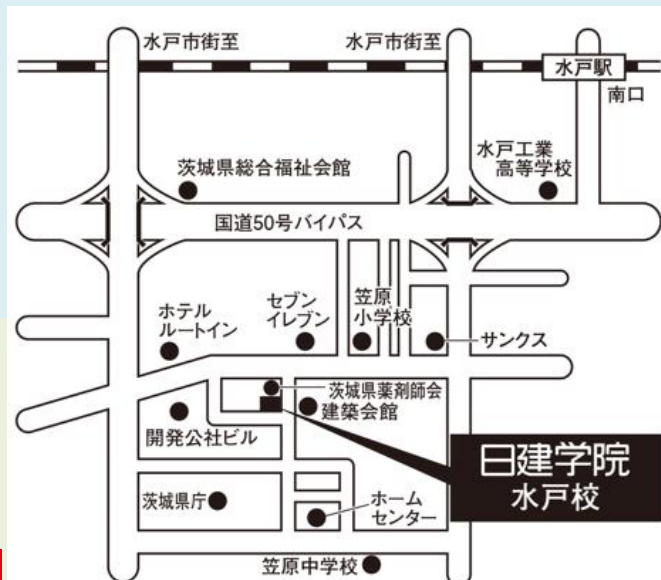 水戸市街至
水戸市街至
水戸駅
南口
茨城県総合福祉会館
水戸工業
高等学校
国道50号バイパス
ホテル
ルートイン
セブン
イレブン
笠原
小学校
サンクス
茨城県薬剤師会
建築会館
開発公社ビル
日建学院
水戸校
茨城県庁
ホーム
センター
笠原中学校